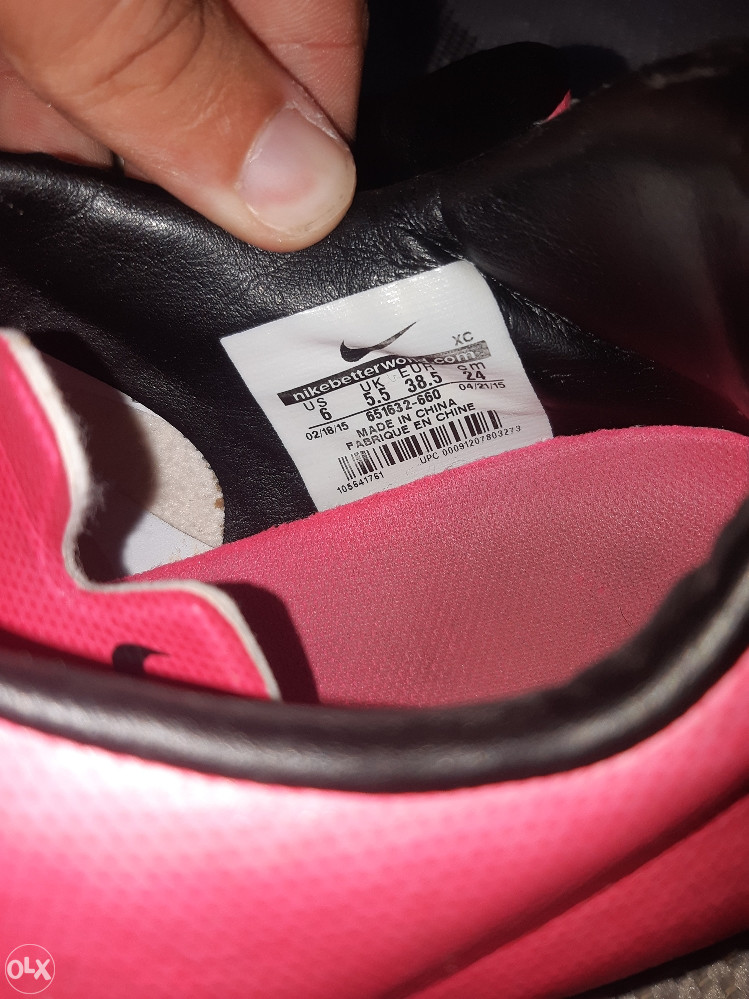 XC
nikebetterworld.com
US UK EUR cm
6 5.5 38.5 24
02/18/15 651632-660 04/21/15
MADE IN CHINA
FABRIQUE EN CHINE
105641761 UPC 00091207803273
OLX